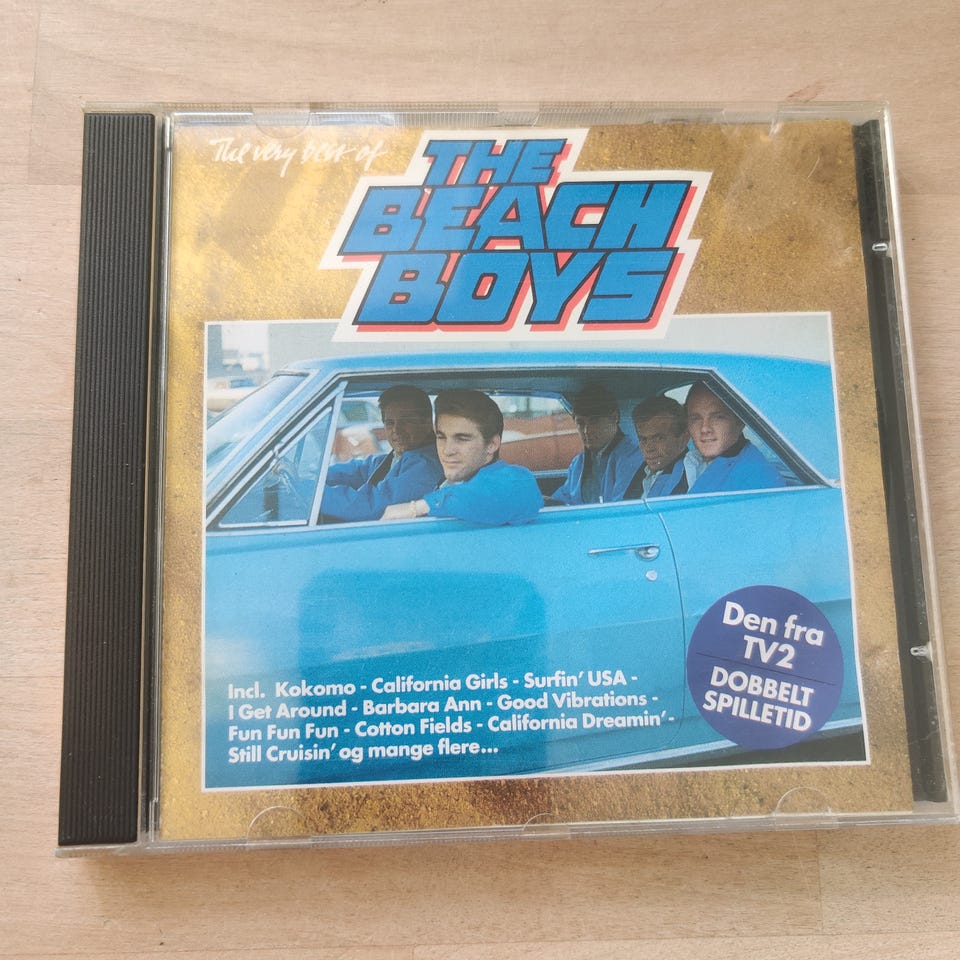 The very best of
THE
BEACH
BOYS
Den fra
TV2
DOBBELT
SPILLETID
Incl. Kokomo - California Girls - Surfin' USA -
I Get Around - Barbara Ann - Good Vibrations -
Fun Fun Fun - Cotton Fields - California Dreamin' -
Still Cruisin' og mange flere...